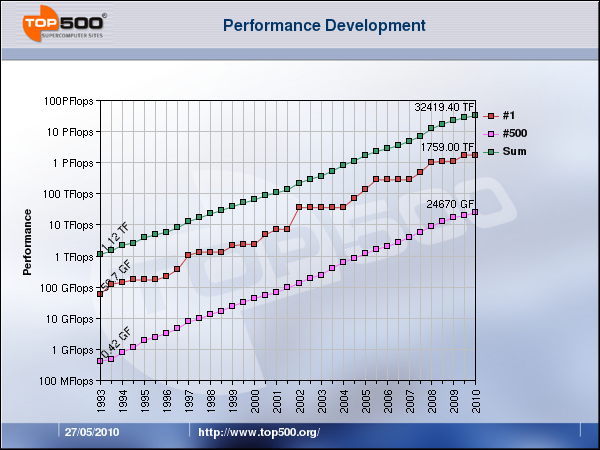 TOP500®
SUPERCOMPUTER SITES
Performance Development
100PFlops
10 PFlops
1 PFlops
100 TFlops
10 TFlops
1 TFlops
100 GFlops
10 GFlops
1 GFlops
100 MFlops
Performance
32419.40 TF
1759.00 TF
24670 GF
1.12 TF
59.7 GF
0.42 GF
#1
#500
Sum
TOP500
1993
1994
1995
1996
1997
1998
1999
2000
2001
2002
2003
2004
2005
2006
2007
2008
2009
2010
27/05/2010
http://www.top500.org/